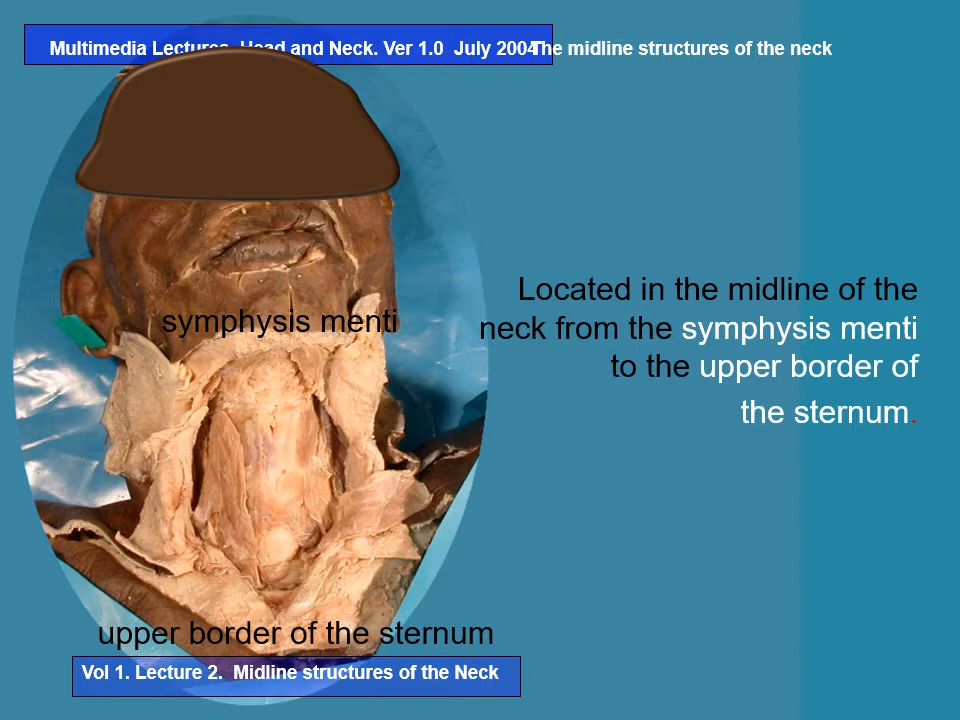 Multimedia Lectures. Head and Neck. Ver 1.0 July 2004
The midline structures of the neck
symphysis menti
Located in the midline of the
neck from the symphysis menti
to the upper border of
the sternum.
upper border of the sternum
Vol 1. Lecture 2. Midline structures of the Neck